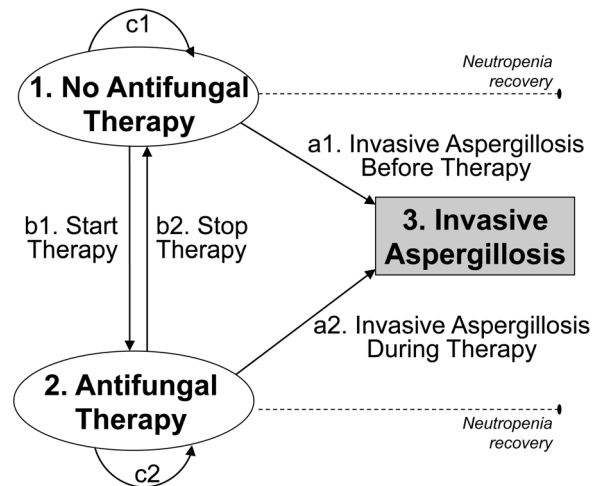 c1
1. No Antifungal
Therapy
Neutropenia
recovery
a1. Invasive Aspergillosis
Before Therapy
b1. Start
Therapy
b2. Stop
Therapy
3. Invasive
Aspergillosis
a2. Invasive Aspergillosis
During Therapy
2. Antifungal
Therapy
Neutropenia
recovery
c2